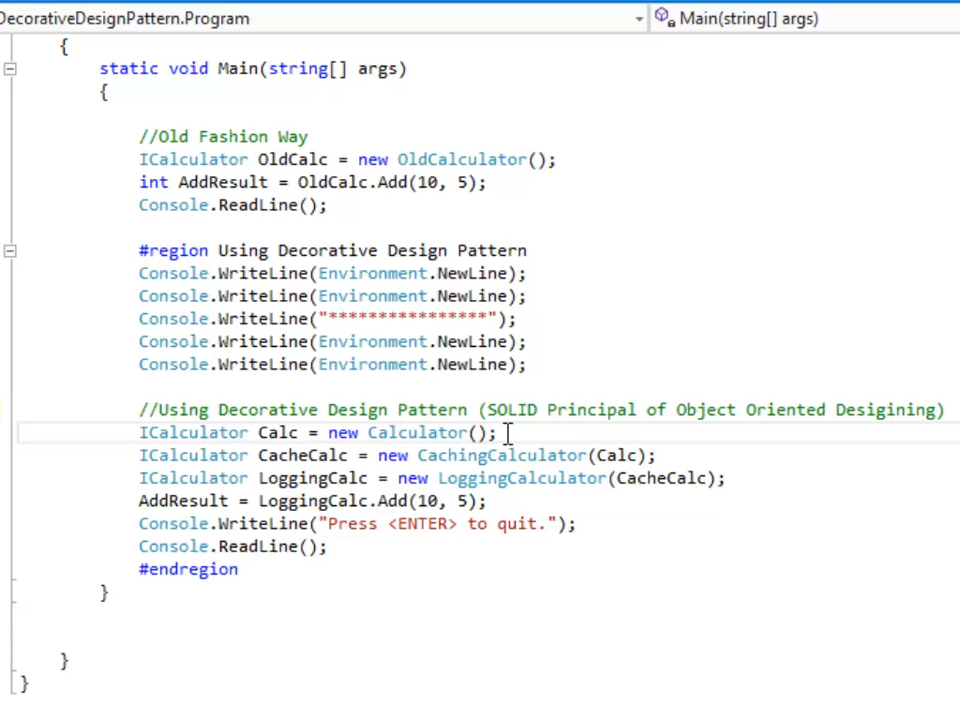 DecorativeDesignPattern.Program Main(string[] args)
{
static void Main(string[] args)
{
//Old Fashion Way
ICalculator OldCalc = new OldCalculator();
int AddResult = OldCalc.Add(10, 5);
Console.ReadLine();
#region Using Decorative Design Pattern
Console.WriteLine(Environment.NewLine);
Console.WriteLine(Environment.NewLine);
Console.WriteLine("****************");
Console.WriteLine(Environment.NewLine);
Console.WriteLine(Environment.NewLine);
//Using Decorative Design Pattern (SOLID Principal of Object Oriented Desigining)
ICalculator Calc = new Calculator();
ICalculator CacheCalc = new CachingCalculator(Calc);
ICalculator LoggingCalc = new LoggingCalculator(CacheCalc);
AddResult = LoggingCalc.Add(10, 5);
Console.WriteLine("Press <ENTER> to quit.");
Console.ReadLine();
#endregion
}
}
}